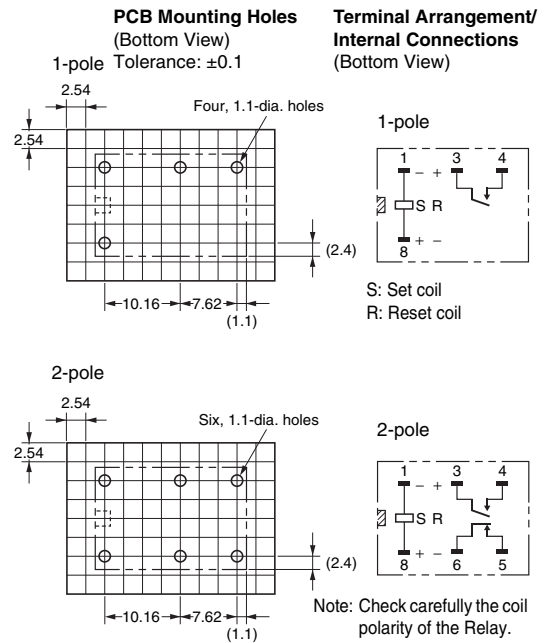 PCB Mounting Holes
(Bottom View)
Tolerance: ±0.1
Terminal Arrangement/
Internal Connections
(Bottom View)
1-pole
2.54
2.54
Four, 1.1-dia. holes
(2.4)
10.16
7.62
(1.1)
1-pole
1 - + 3 4
S R
8 + -
S: Set coil
R: Reset coil
2-pole
2.54
2.54
Six, 1.1-dia. holes
(2.4)
10.16
7.62
(1.1)
2-pole
1 - + 3 4
S R
8 + - 6 5
Note: Check carefully the coil
polarity of the Relay.